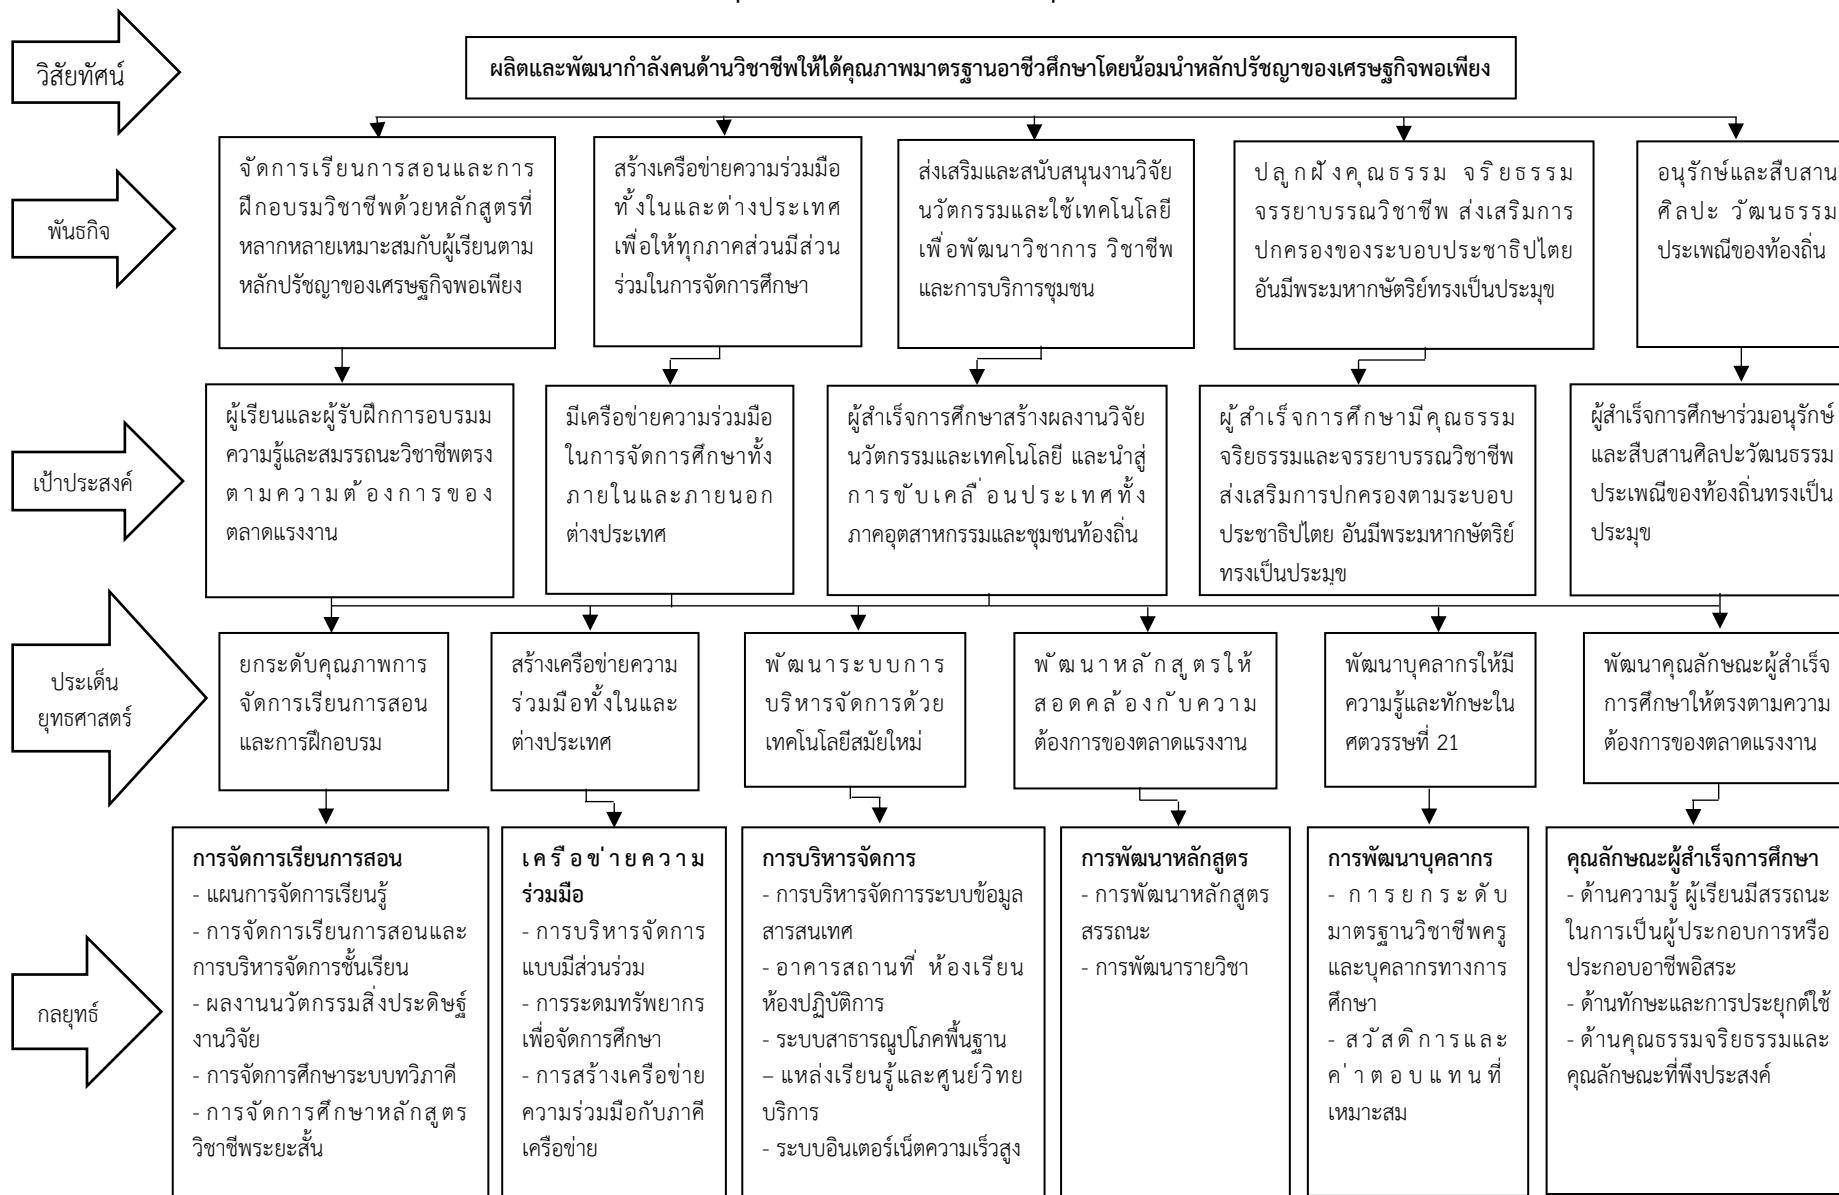 วิสัยทัศน์
ผลิตและพัฒนากำลังคนด้านวิชาชีพให้ได้คุณภาพมาตรฐานอาชีวศึกษาโดยน้อมนำหลักปรัชญาของเศรษฐกิจพอเพียง
พันธกิจ
จัดการเรียนการสอนและการ
ฝึกอบรมวิชาชีพด้วยหลักสูตรที่
หลากหลายเหมาะสมกับผู้เรียนตาม
หลักปรัชญาของเศรษฐกิจพอเพียง
สร้างเครือข่ายความร่วมมือ
ทั้งในและต่างประเทศ
เพื่อให้ทุกภาคส่วนมีส่วน
ร่วมในการจัดการศึกษา
ส่งเสริมและสนับสนุนงานวิจัย
นวัตกรรมและใช้เทคโนโลยี
เพื่อพัฒนาวิชาการ วิชาชีพ
และการบริการชุมชน
ปลูกฝังคุณธรรม จริยธรรม
จรรยาบรรณวิชาชีพ ส่งเสริมการ
ปกครองของระบอบประชาธิปไตย
อันมีพระมหากษัตริย์ทรงเป็นประมุข
อนุรักษ์และสืบสาน
ศิลปะ วัฒนธรรม
ประเพณีของท้องถิ่น
เป้าประสงค์
ผู้เรียนและผู้รับฝึกการอบรมม
ความรู้และสมรรถนะวิชาชีพตรง
ตามความต้องการของ
ตลาดแรงงาน
มีเครือข่ายความร่วมมือ
ในการจัดการศึกษาทั้ง
ภายในและภายนอก
ต่างประเทศ
ผู้สำเร็จการศึกษาสร้างผลงานวิจัย
นวัตกรรมและเทคโนโลยี และนำสู่
การขับเคลื่อนประเทศทั้ง
ภาคอุตสาหกรรมและชุมชนท้องถิ่น
ผู้สำเร็จการศึกษามีคุณธรรม
จริยธรรมและจรรยาบรรณวิชาชีพ
ส่งเสริมการปกครองตามระบอบ
ประชาธิปไตย อันมีพระมหากษัตริย์
ทรงเป็นประมุข
ผู้สำเร็จการศึกษาร่วมอนุรักษ์
และสืบสานศิลปะวัฒนธรรม
ประเพณีของท้องถิ่นทรงเป็น
ประมุข
ประเด็น
ยุทธศาสตร์
ยกระดับคุณภาพการ
จัดการเรียนการสอน
และการฝึกอบรม
สร้างเครือข่ายความ
ร่วมมือทั้งในและ
ต่างประเทศ
พัฒนาระบบการ
บริหารจัดการด้วย
เทคโนโลยีสมัยใหม่
พัฒนาหลักสูตรให้
สอดคล้องกับความ
ต้องการของตลาดแรงงาน
พัฒนาบุคลากรให้มี
ความรู้และทักษะใน
ศตวรรษที่ 21
พัฒนาคุณลักษณะผู้สำเร็จ
การศึกษาให้ตรงตามความ
ต้องการของตลาดแรงงาน
กลยุทธ์
การจัดการเรียนการสอน
- แผนการจัดการเรียนรู้
- การจัดการเรียนการสอนและ
การบริหารจัดการชั้นเรียน
- ผลงานนวัตกรรมสิ่งประดิษฐ์
งานวิจัย
- การจัดการศึกษาระบบทวิภาคี
- การจัดการศึกษาหลักสูตร
วิชาชีพระยะสั้น
เครือข่ายความ
ร่วมมือ
- การบริหารจัดการ
แบบมีส่วนร่วม
- การระดมทรัพยากร
เพื่อจัดการศึกษา
- การสร้างเครือข่าย
ความร่วมมือกับภาคี
เครือข่าย
การบริหารจัดการ
- การบริหารจัดการระบบข้อมูล
สารสนเทศ
- อาคารสถานที่ ห้องเรียน
ห้องปฏิบัติการ
- ระบบสาธารณูปโภคพื้นฐาน
– แหล่งเรียนรู้และศูนย์วิทย
บริการ
- ระบบอินเตอร์เน็ตความเร็วสูง
การพัฒนาหลักสูตร
- การพัฒนาหลักสูตร
สรรถนะ
- การพัฒนารายวิชา
การพัฒนาบุคลากร
- การยกระดับ
มาตรฐานวิชาชีพครู
และบุคลากรทางการ
ศึกษา
- สวัสดิการและ
ค่าตอบแทนที่
เหมาะสม
คุณลักษณะผู้สำเร็จการศึกษา
- ด้านความรู้ ผู้เรียนมีสรรถนะ
ในการเป็นผู้ประกอบการหรือ
ประกอบอาชีพอิสระ
- ด้านทักษะและการประยุกต์ใช้
- ด้านคุณธรรมจริยธรรมและ
คุณลักษณะที่พึงประสงค์